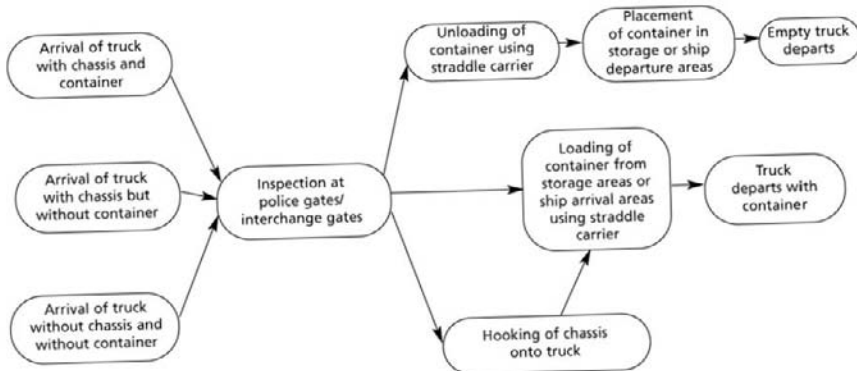 Arrival of truck
with chassis and
container
Arrival of truck
with chassis but
without container
Arrival of truck
without chassis and
without container
Inspection at
police gates/
interchange gates
Unloading of
container using
straddle carrier
Placement
of container in
storage or ship
departure areas
Empty truck
departs
Loading of
container from
storage areas or
ship arrival areas
using straddle
carrier
Truck
departs with
container
Hooking of chassis
onto truck